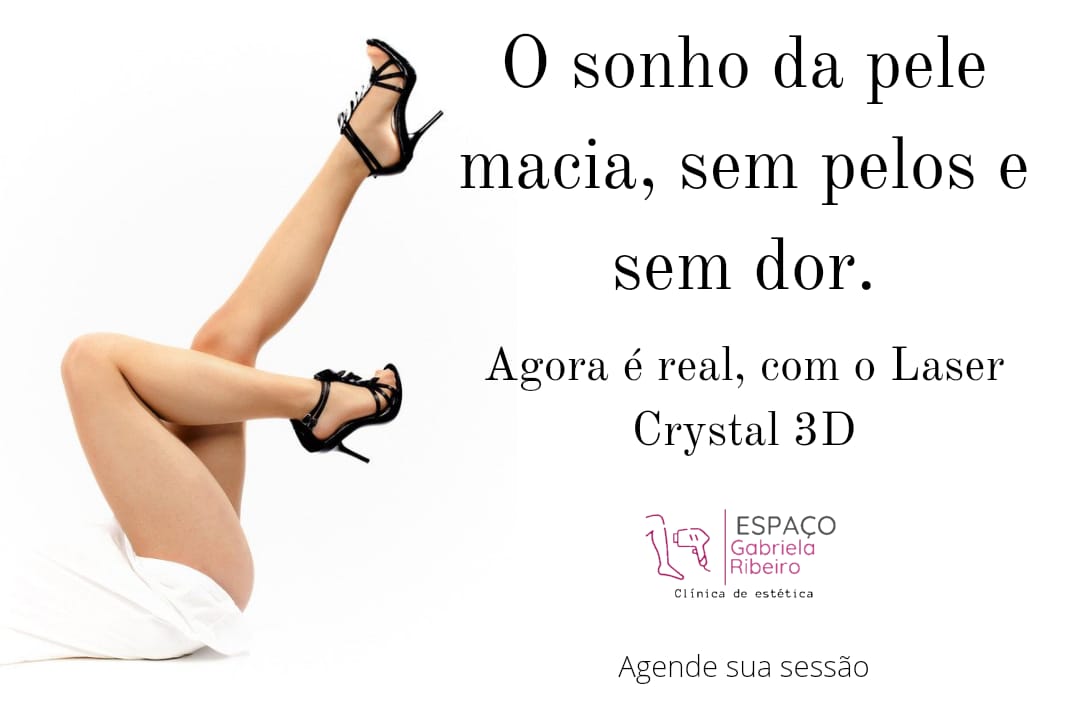 O sonho da pele
macia, sem pelos e
sem dor.
Agora é real, com o Laser
Crystal 3D
ESPAÇO
Gabriela
Ribeiro
Clínica de estética
Agende sua sessão